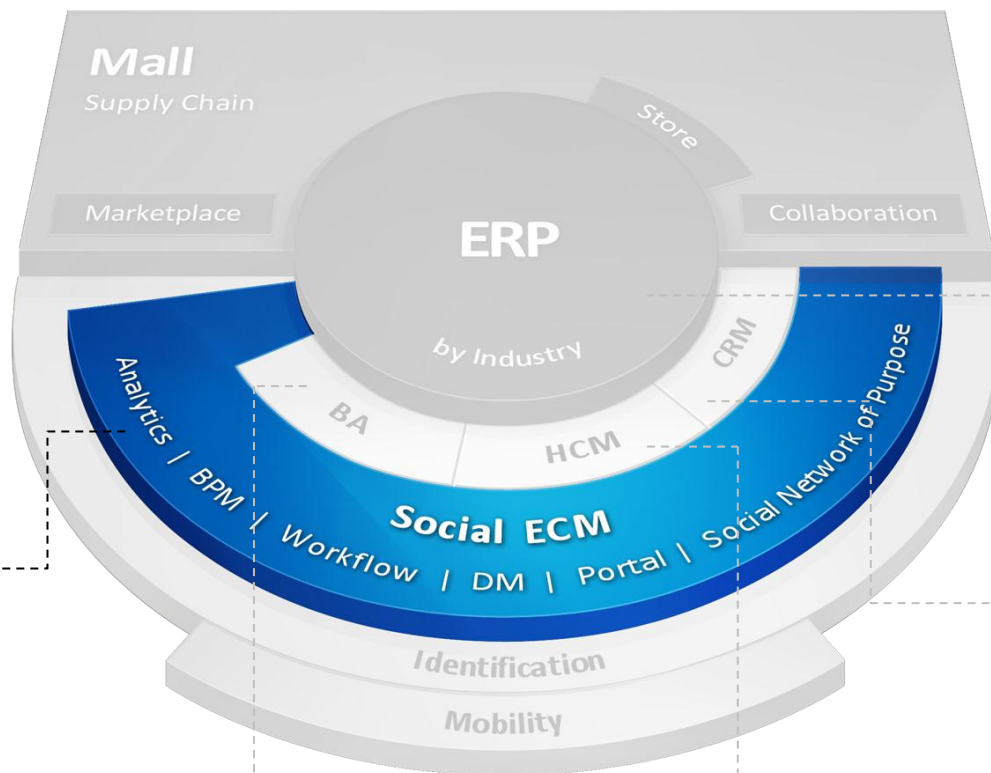 Mall
Supply Chain
Store
Marketplace
Collaboration
ERP
by Industry
CRM
BA
HCM
Social ECM
Analytics | BPM | Workflow | DM | Portal | Social Network of Purpose
Identification
Mobility